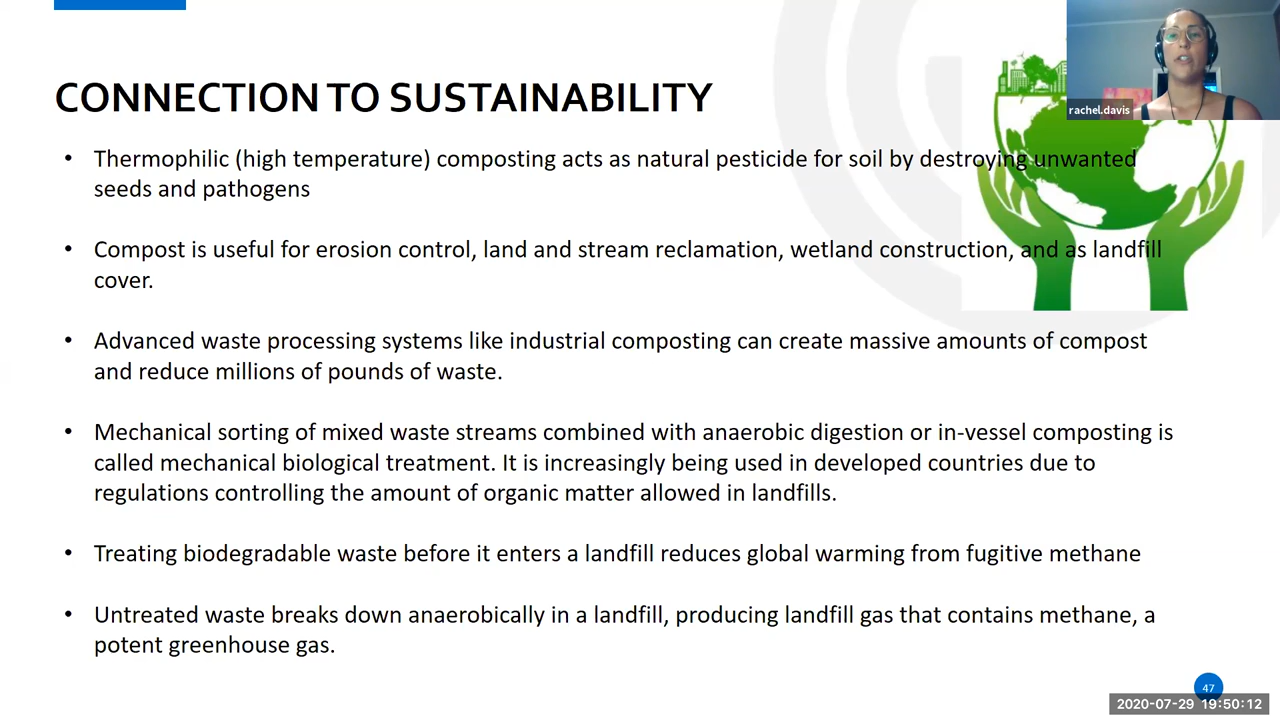 rachel.davis
CONNECTION TO SUSTAINABILITY
• Thermophilic (high temperature) composting acts as natural pesticide for soil by destroying unwanted
seeds and pathogens
• Compost is useful for erosion control, land and stream reclamation, wetland construction, and as landfill
cover.
• Advanced waste processing systems like industrial composting can create massive amounts of compost
and reduce millions of pounds of waste.
• Mechanical sorting of mixed waste streams combined with anaerobic digestion or in-vessel composting is
called mechanical biological treatment. It is increasingly being used in developed countries due to
regulations controlling the amount of organic matter allowed in landfills.
• Treating biodegradable waste before it enters a landfill reduces global warming from fugitive methane
• Untreated waste breaks down anaerobically in a landfill, producing landfill gas that contains methane, a
potent greenhouse gas.
47
2020-07-29 19:50:12